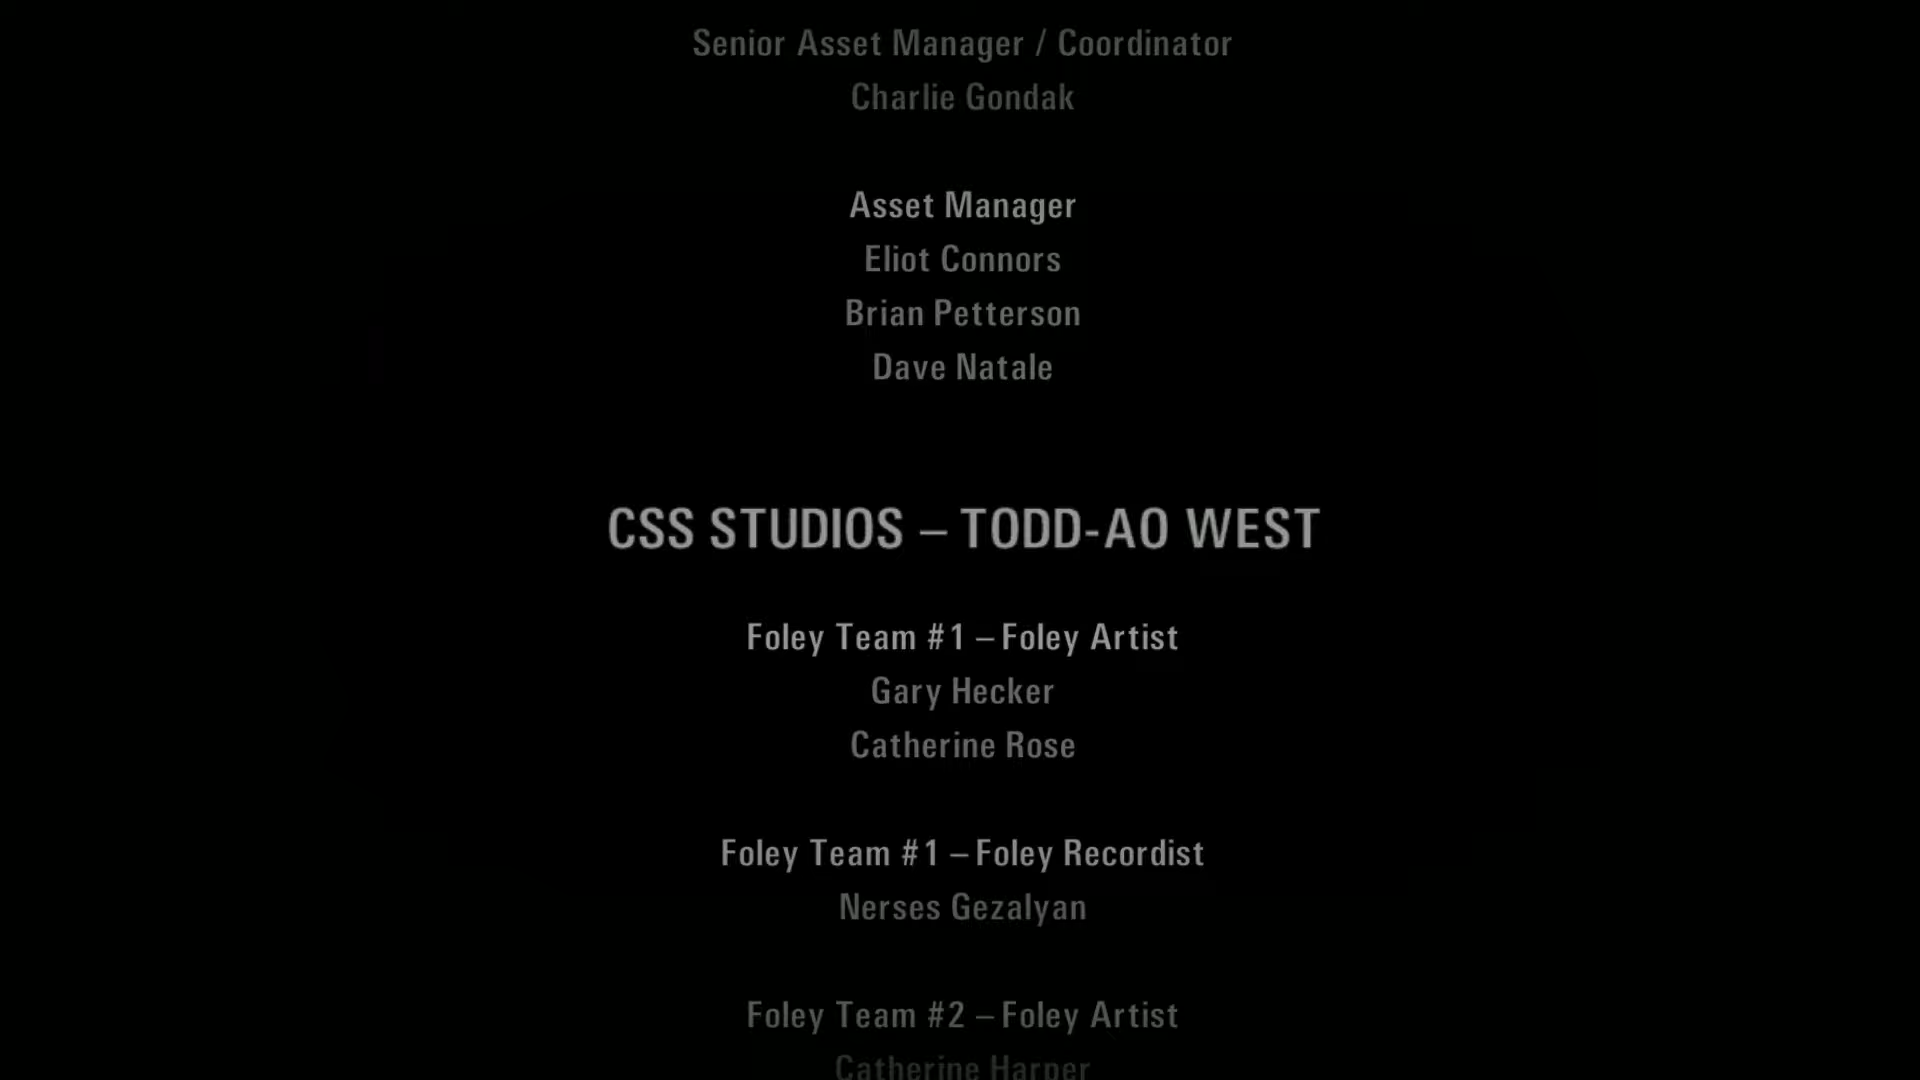 Senior Asset Manager / Coordinator
Charlie Gondak
Asset Manager
Eliot Connors
Brian Petterson
Dave Natale
CSS STUDIOS – TODD-AO WEST
Foley Team #1 – Foley Artist
Gary Hecker
Catherine Rose
Foley Team #1 – Foley Recordist
Nerses Gezalyan
Foley Team #2 – Foley Artist
Catherine Harper